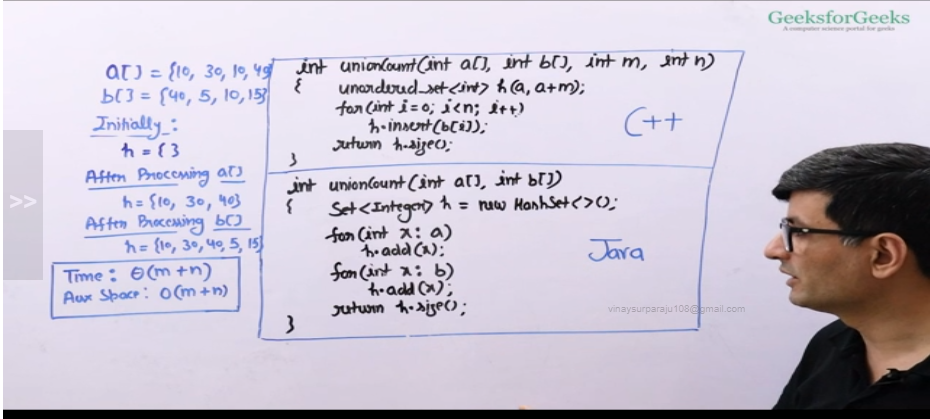 GeeksforGeeks
A computer science portal for geeks
a[] = {10, 30, 10, 40}
b[] = {40, 5, 10, 15}
Initially :
h = { }
After Processing a[]
h = {10, 30, 40}
After Processing b[]
h = {10, 30, 40, 5, 15}
Time : Θ(m+n)
Aux Space : O(m+n)
int unionCount(int a[], int b[], int m, int n)
{ unordered_set<int> h(a, a+m);
for(int i=0; i<n; i++)
h.insert(b[i]);
return h.size();
}
C++
int unionCount(int a[], int b[])
{ Set<Integer> h = new HashSet<>();
for(int x: a)
h.add(x);
for(int x: b)
h.add(x);
return h.size();
}
Java
vinaysurparaju108@gmail.com
>>